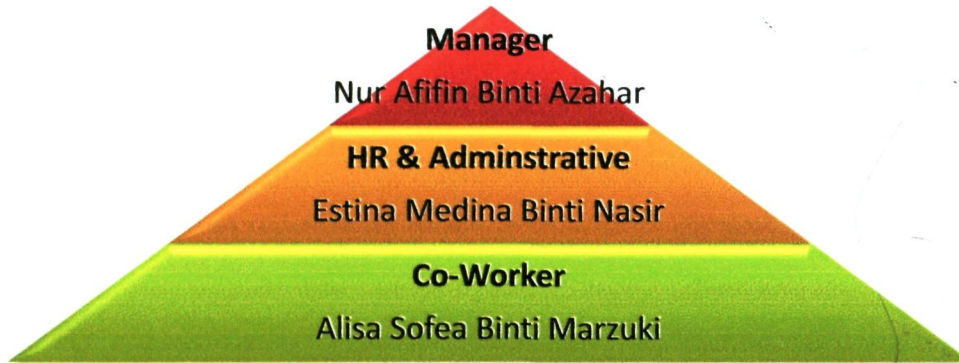 Manager
Nur Afifin Binti Azahar
HR & Adminstrative
Estina Medina Binti Nasir
Co-Worker
Alisa Sofea Binti Marzuki